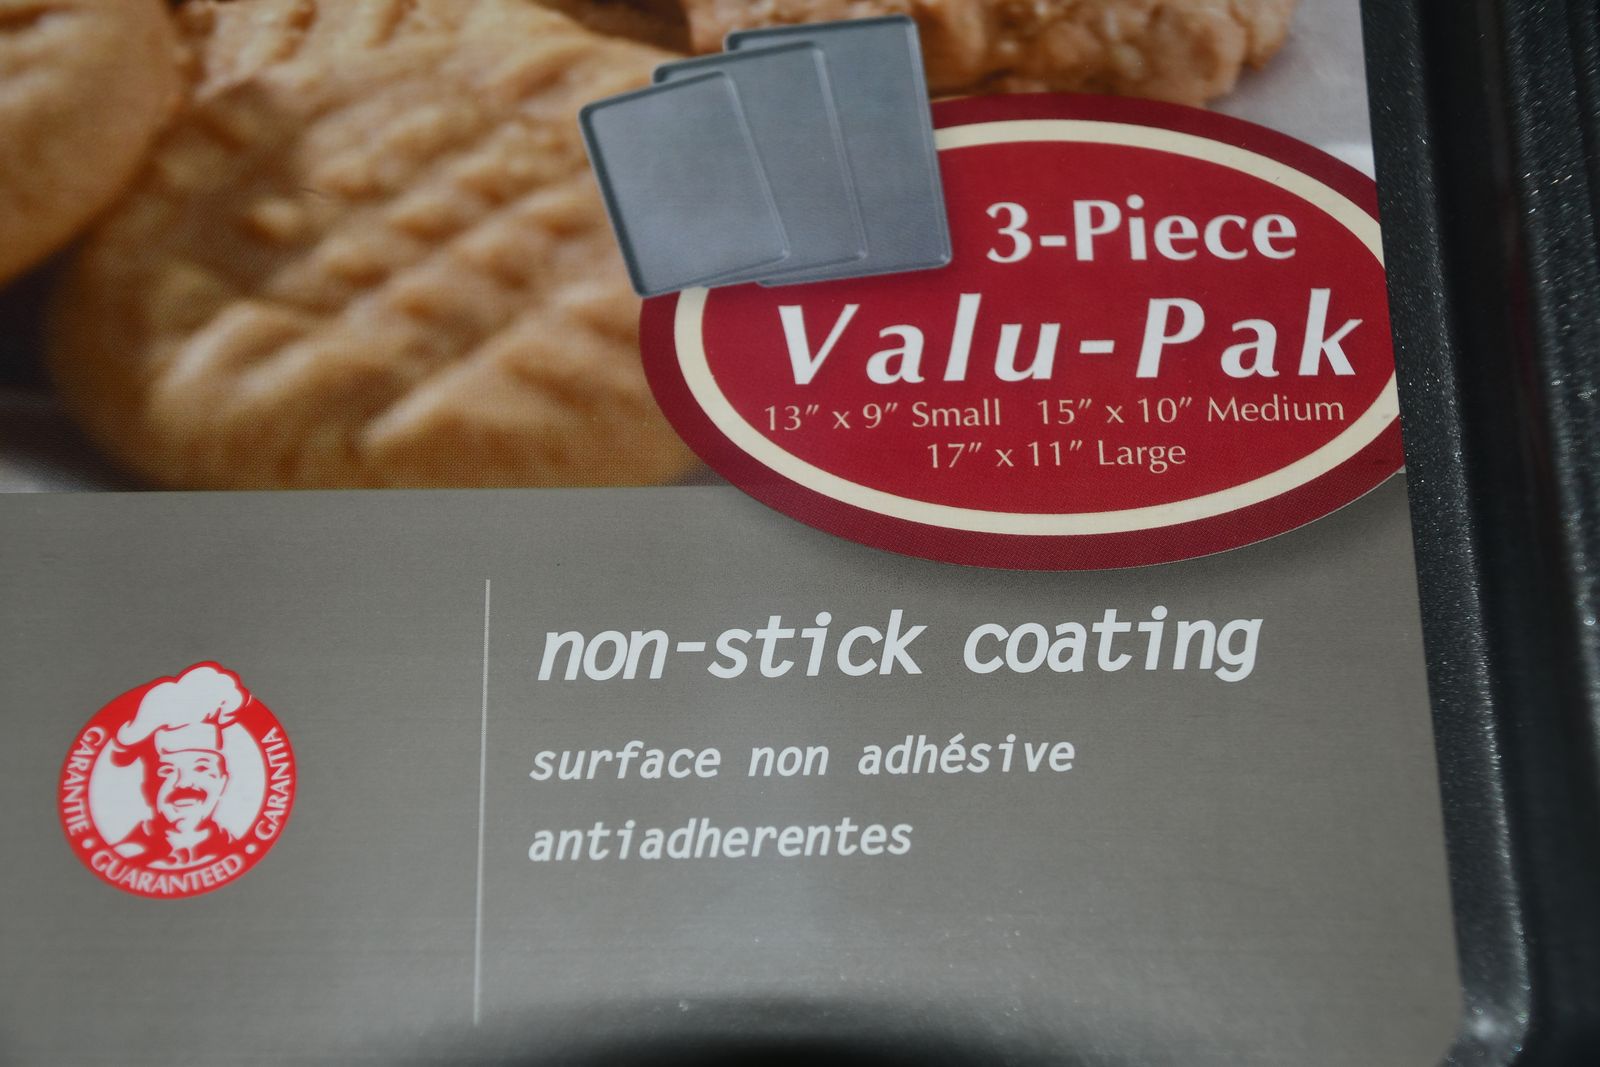 3-Piece
Valu-Pak
13" x 9" Small 15" x 10" Medium
17" x 11" Large
non-stick coating
surface non adhésive
antiadherentes
GARANTIE • GUARANTEED • GARANTIA